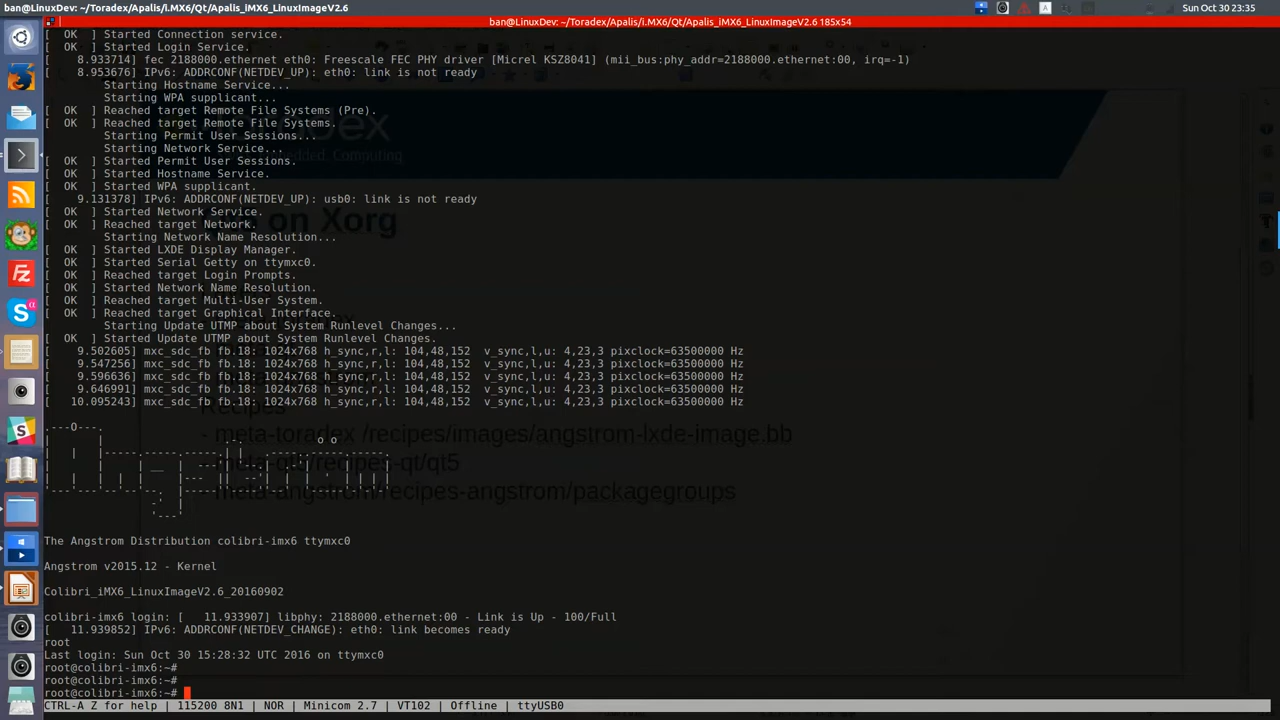 ban@LinuxDev: ~/Toradex/Apalis/i.MX6/Qt/Apalis_iMX6_LinuxImageV2.6
Sun Oct 30 23:35
ban@LinuxDev: ~/Toradex/Apalis/i.MX6/Qt/Apalis_iMX6_LinuxImageV2.6 185x54
[  OK  ] Started Connection service.
[  OK  ] Started Login Service.
[    8.933714] fec 2188000.ethernet eth0: Freescale FEC PHY driver [Micrel KSZ8041] (mii_bus:phy_addr=2188000.ethernet:00, irq=-1)
[    8.953676] IPv6: ADDRCONF(NETDEV_UP): eth0: link is not ready
Starting Hostname Service...
Starting WPA supplicant...
[  OK  ] Reached target Remote File Systems (Pre).
[  OK  ] Reached target Remote File Systems.
Starting Permit User Sessions...
Starting Network Service...
[  OK  ] Started Permit User Sessions.
[  OK  ] Started Hostname Service.
[  OK  ] Started WPA supplicant.
[    9.131378] IPv6: ADDRCONF(NETDEV_UP): usb0: link is not ready
[  OK  ] Started Network Service.
[  OK  ] Reached target Network.
Starting Network Name Resolution...
[  OK  ] Started LXDE Display Manager.
[  OK  ] Started Serial Getty on ttymxc0.
[  OK  ] Reached target Login Prompts.
[  OK  ] Started Network Name Resolution.
[  OK  ] Reached target Multi-User System.
[  OK  ] Reached target Graphical Interface.
Starting Update UTMP about System Runlevel Changes...
[  OK  ] Started Update UTMP about System Runlevel Changes.
[    9.502605] mxc_sdc_fb fb.18: 1024x768 h_sync,r,l: 104,48,152  v_sync,l,u: 4,23,3 pixclock=63500000 Hz
[    9.547256] mxc_sdc_fb fb.18: 1024x768 h_sync,r,l: 104,48,152  v_sync,l,u: 4,23,3 pixclock=63500000 Hz
[    9.596636] mxc_sdc_fb fb.18: 1024x768 h_sync,r,l: 104,48,152  v_sync,l,u: 4,23,3 pixclock=63500000 Hz
[    9.646991] mxc_sdc_fb fb.18: 1024x768 h_sync,r,l: 104,48,152  v_sync,l,u: 4,23,3 pixclock=63500000 Hz
[   10.095243] mxc_sdc_fb fb.18: 1024x768 h_sync,r,l: 104,48,152  v_sync,l,u: 4,23,3 pixclock=63500000 Hz
Recipes
- meta-toradex /recipes/images/angstrom-lxde-image.bb
- meta-qt5/recipes-qt/qt5
- meta-angstrom/recipes-angstrom/packagegroups
The Angstrom Distribution colibri-imx6 ttymxc0
Angstrom v2015.12 - Kernel
Colibri_iMX6_LinuxImageV2.6_20160902
colibri-imx6 login: [   11.933907] libphy: 2188000.ethernet:00 - Link is Up - 100/Full
[   11.939852] IPv6: ADDRCONF(NETDEV_CHANGE): eth0: link becomes ready
root
Last login: Sun Oct 30 15:28:32 UTC 2016 on ttymxc0
root@colibri-imx6:~#
root@colibri-imx6:~#
root@colibri-imx6:~#
CTRL-A Z for help | 115200 8N1 | NOR | Minicom 2.7 | VT102 | Offline | ttyUSB0